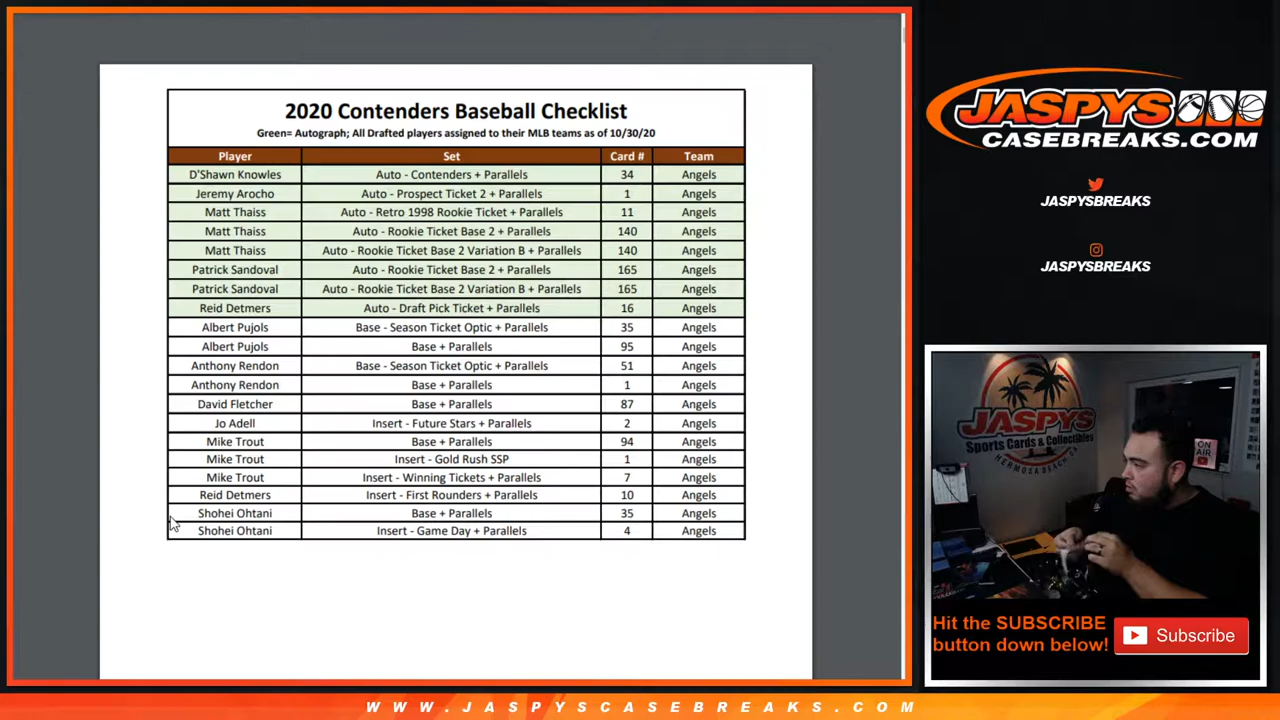 2020 Contenders Baseball Checklist
Green= Autograph; All Drafted players assigned to their MLB teams as of 10/30/20
Player Set Card # Team
D'Shawn Knowles Auto - Contenders + Parallels 34 Angels
Jeremy Arocho Auto - Prospect Ticket 2 + Parallels 1 Angels
Matt Thaiss Auto - Retro 1998 Rookie Ticket + Parallels 11 Angels
Matt Thaiss Auto - Rookie Ticket Base 2 + Parallels 140 Angels
Matt Thaiss Auto - Rookie Ticket Base 2 Variation B + Parallels 140 Angels
Patrick Sandoval Auto - Rookie Ticket Base 2 + Parallels 165 Angels
Patrick Sandoval Auto - Rookie Ticket Base 2 Variation B + Parallels 165 Angels
Reid Detmers Auto - Draft Pick Ticket + Parallels 16 Angels
Albert Pujols Base - Season Ticket Optic + Parallels 35 Angels
Albert Pujols Base + Parallels 95 Angels
Anthony Rendon Base - Season Ticket Optic + Parallels 51 Angels
Anthony Rendon Base + Parallels 1 Angels
David Fletcher Base + Parallels 87 Angels
Jo Adell Insert - Future Stars + Parallels 2 Angels
Mike Trout Base + Parallels 94 Angels
Mike Trout Insert - Gold Rush SSP 1 Angels
Mike Trout Insert - Winning Tickets + Parallels 7 Angels
Reid Detmers Insert - First Rounders + Parallels 10 Angels
Shohei Ohtani Base + Parallels 35 Angels
Shohei Ohtani Insert - Game Day + Parallels 4 Angels
JASPYS
CASEBREAKS.COM
JASPYSBREAKS
JASPYSBREAKS
JASPYS
Sports Cards & Collectibles
HERMOSA BEACH, CA
ON
AIR
Hit the SUBSCRIBE
button down below!
Subscribe
WWW.JASPYSCASEBREAKS.COM